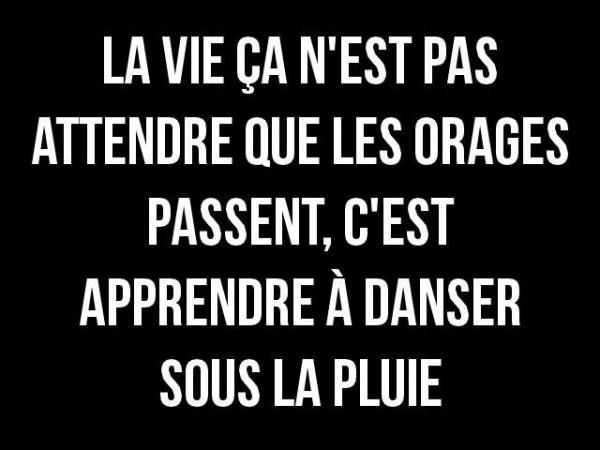 LA VIE ÇA N'EST PAS
ATTENDRE QUE LES ORAGES
PASSENT, C'EST
APPRENDRE À DANSER
SOUS LA PLUIE